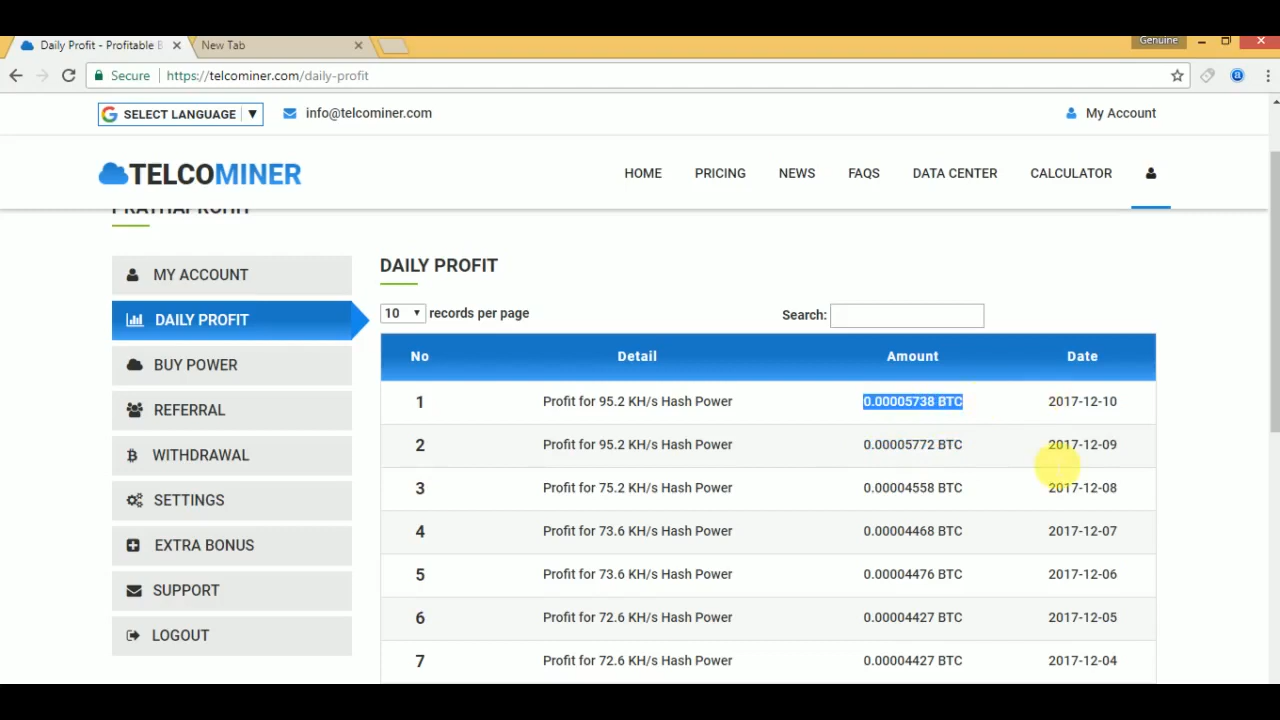 Daily Profit - Profitable B
New Tab
Genuine
Secure https://telcominer.com/daily-profit
SELECT LANGUAGE ▼
info@telcominer.com
My Account
TELCOMINER
HOME PRICING NEWS FAQS DATA CENTER CALCULATOR
MY ACCOUNT
DAILY PROFIT
BUY POWER
REFERRAL
WITHDRAWAL
SETTINGS
EXTRA BONUS
SUPPORT
LOGOUT
DAILY PROFIT
10 records per page
Search:
No Detail Amount Date
1 Profit for 95.2 KH/s Hash Power 0.00005738 BTC 2017-12-10
2 Profit for 95.2 KH/s Hash Power 0.00005772 BTC 2017-12-09
3 Profit for 75.2 KH/s Hash Power 0.00004558 BTC 2017-12-08
4 Profit for 73.6 KH/s Hash Power 0.00004468 BTC 2017-12-07
5 Profit for 73.6 KH/s Hash Power 0.00004476 BTC 2017-12-06
6 Profit for 72.6 KH/s Hash Power 0.00004427 BTC 2017-12-05
7 Profit for 72.6 KH/s Hash Power 0.00004427 BTC 2017-12-04